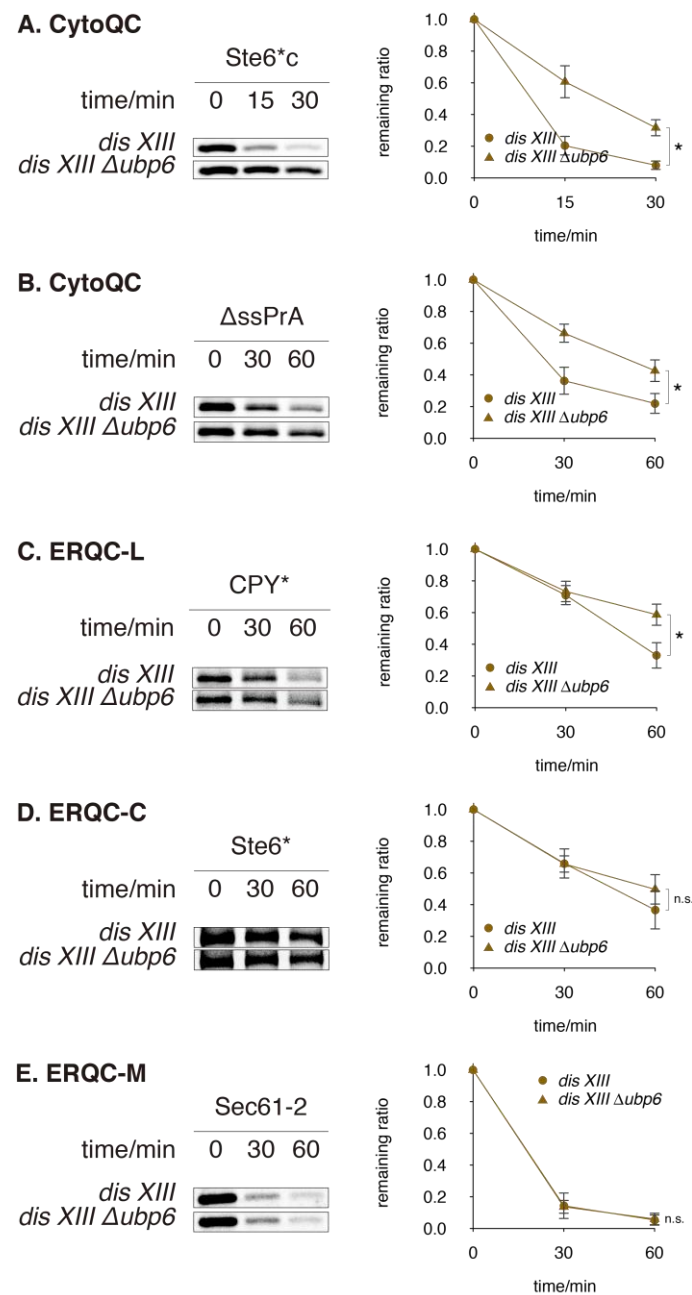 A. CytoQC
Ste6*c
time/min 0 15 30
dis XIII
dis XIII Δubp6
remaining ratio
1.0
0.8
0.6
0.4
0.2
0.0
dis XIII
dis XIII Δubp6
*
0 15 30
time/min
B. CytoQC
ΔssPrA
time/min 0 30 60
dis XIII
dis XIII Δubp6
remaining ratio
1.0
0.8
0.6
0.4
0.2
0.0
dis XIII
dis XIII Δubp6
*
0 30 60
time/min
C. ERQC-L
CPY*
time/min 0 30 60
dis XIII
dis XIII Δubp6
remaining ratio
1.0
0.8
0.6
0.4
0.2
0.0
dis XIII
dis XIII Δubp6
*
0 30 60
time/min
D. ERQC-C
Ste6*
time/min 0 30 60
dis XIII
dis XIII Δubp6
remaining ratio
1.0
0.8
0.6
0.4
0.2
0.0
dis XIII
dis XIII Δubp6
n.s.
0 30 60
time/min
E. ERQC-M
Sec61-2
time/min 0 30 60
dis XIII
dis XIII Δubp6
remaining ratio
1.0
0.8
0.6
0.4
0.2
0.0
dis XIII
dis XIII Δubp6
n.s.
0 30 60
time/min